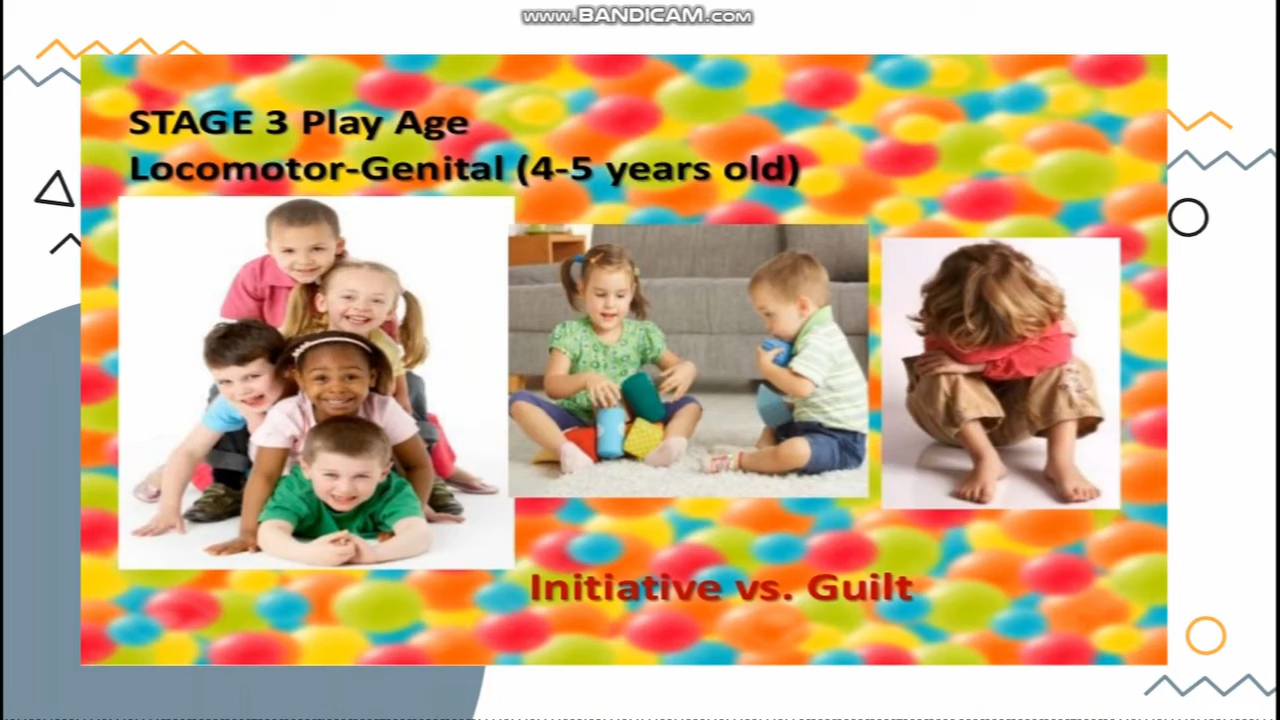 www.BANDICAM.com
STAGE 3 Play Age
Locomotor-Genital (4-5 years old)
Initiative vs. Guilt